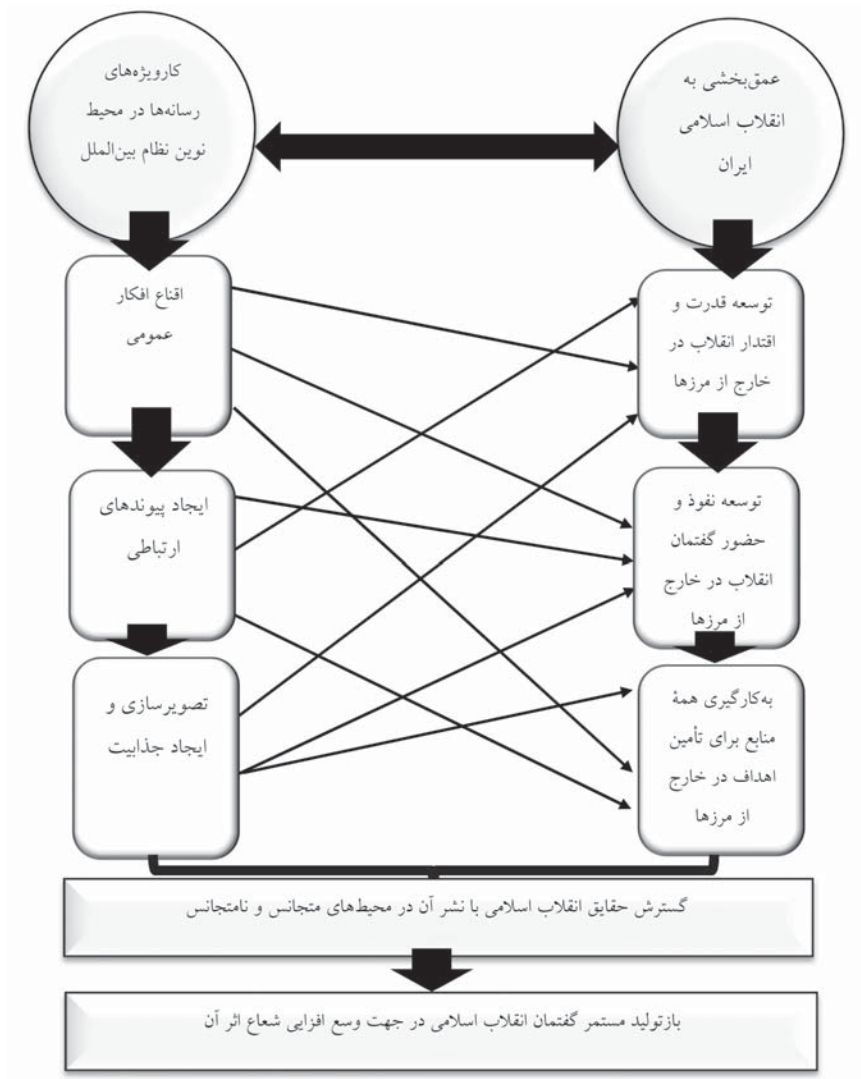 عمق‌بخشی به
انقلاب اسلامی
ایران
کارویژه‌های
رسانه‌ها در محیط
نوین نظام بین‌الملل
توسعه قدرت و
اقتدار انقلاب در
خارج از مرزها
اقناع افکار
عمومی
توسعه نفوذ و
حضور گفتمان
انقلاب در خارج
از مرزها
ایجاد پیوندهای
ارتباطی
به‌کارگیری همهٔ
منابع برای تأمین
اهداف در خارج
از مرزها
تصویرسازی و
ایجاد جذابیت
گسترش حقایق انقلاب اسلامی با نشر آن در محیط‌های متجانس و نامتجانس
بازتولید مستمر گفتمان انقلاب اسلامی در جهت وسع افزایی شعاع اثر آن